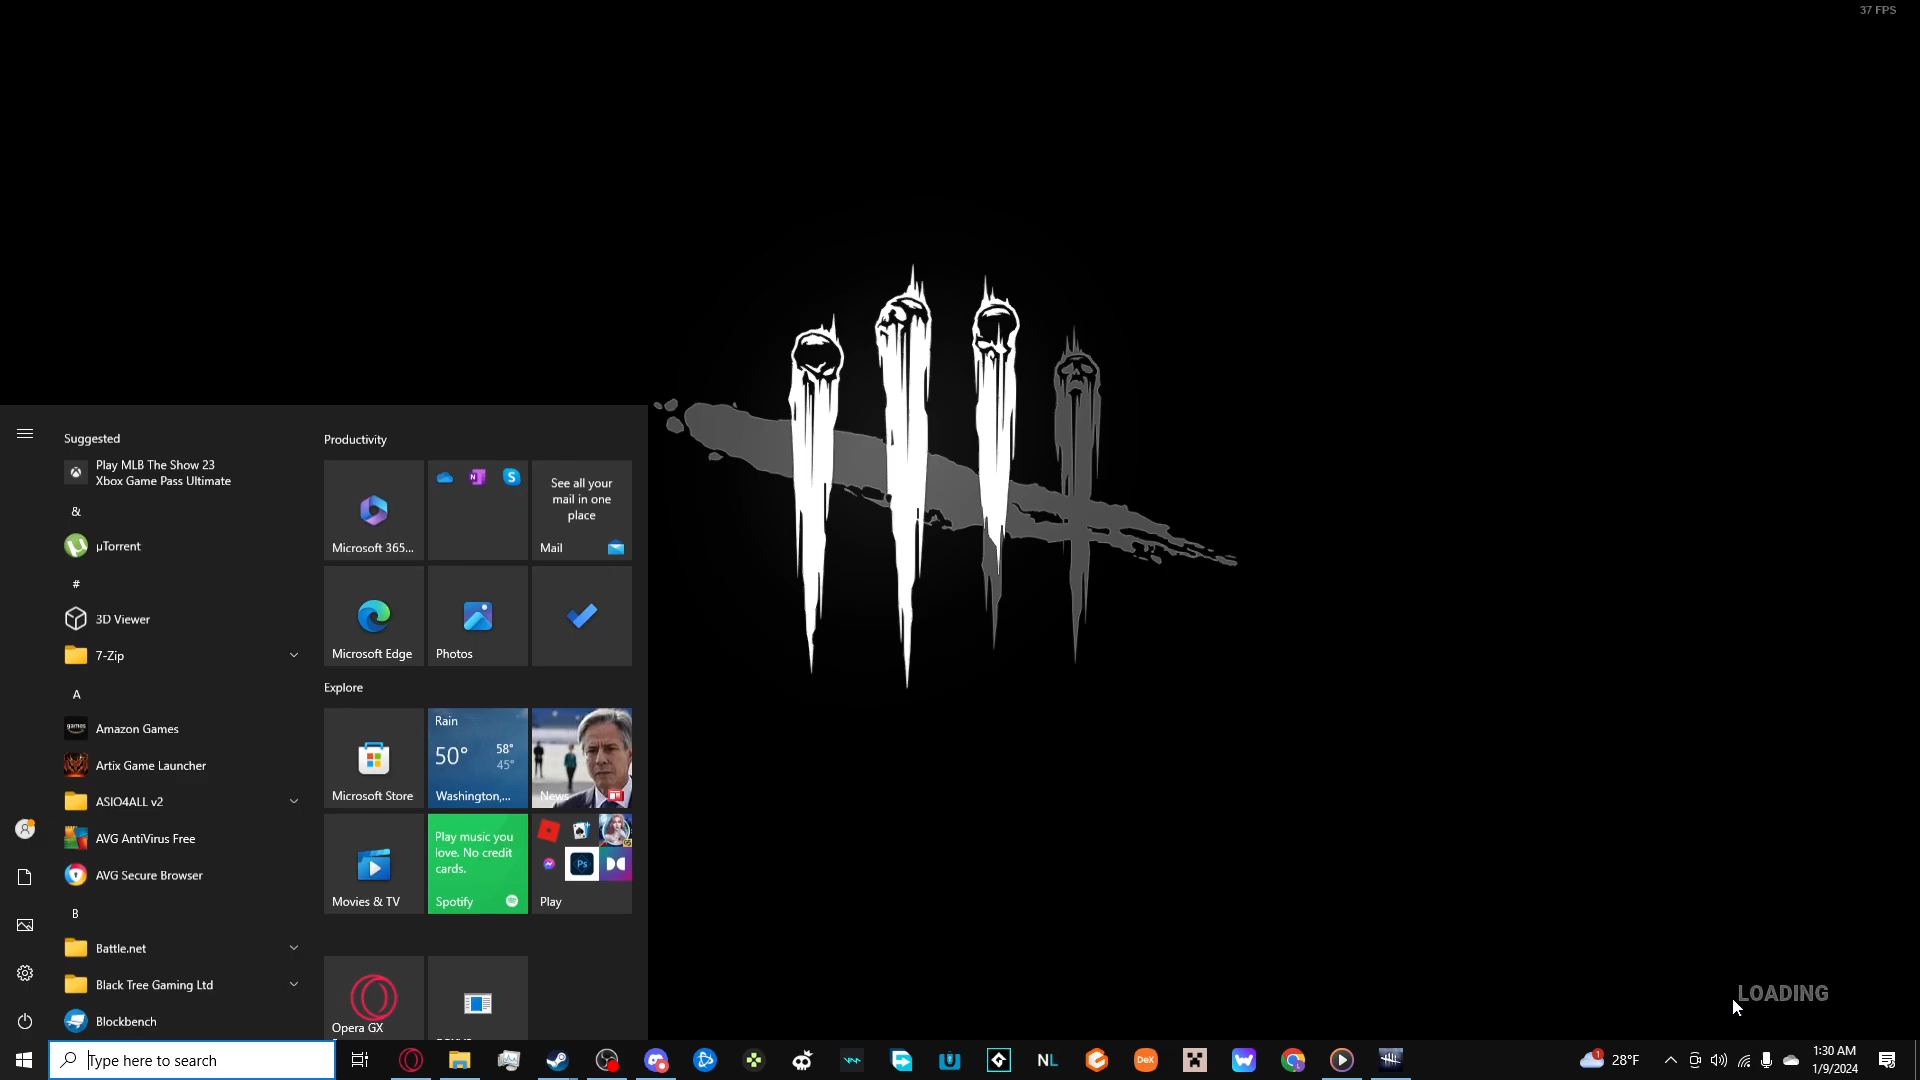 37 FPS
Suggested
Play MLB The Show 23
Xbox Game Pass Ultimate
&
µTorrent
#
3D Viewer
7-Zip
A
Amazon Games
Artix Game Launcher
ASIO4ALL v2
AVG AntiVirus Free
AVG Secure Browser
B
Battle.net
Black Tree Gaming Ltd
Blockbench
Productivity
Microsoft 365...
N
S
See all your
mail in one
place
Mail
Microsoft Edge
Photos
Explore
Microsoft Store
Rain
50°
58°
45°
Washington,...
News
Movies & TV
Play music you
love. No credit
cards.
Spotify
Ps
Play
Opera GX
LOADING
Type here to search
NL
DeX
1
28°F
1:30 AM
1/9/2024